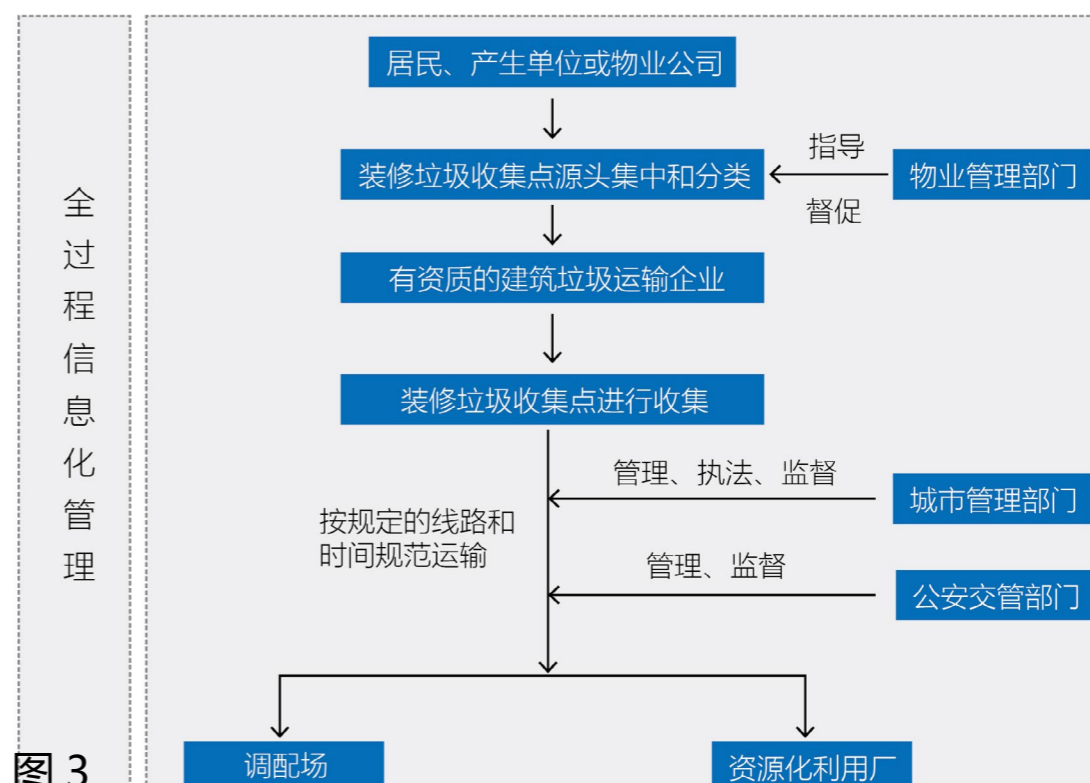 全过程信息化管理
居民、产生单位或物业公司
装修垃圾收集点源头集中和分类
指导
督促
物业管理部门
有资质的建筑垃圾运输企业
装修垃圾收集点进行收集
管理、执法、监督
城市管理部门
按规定的线路和
时间规范运输
管理、监督
公安交管部门
调配场
资源化利用厂
图 3